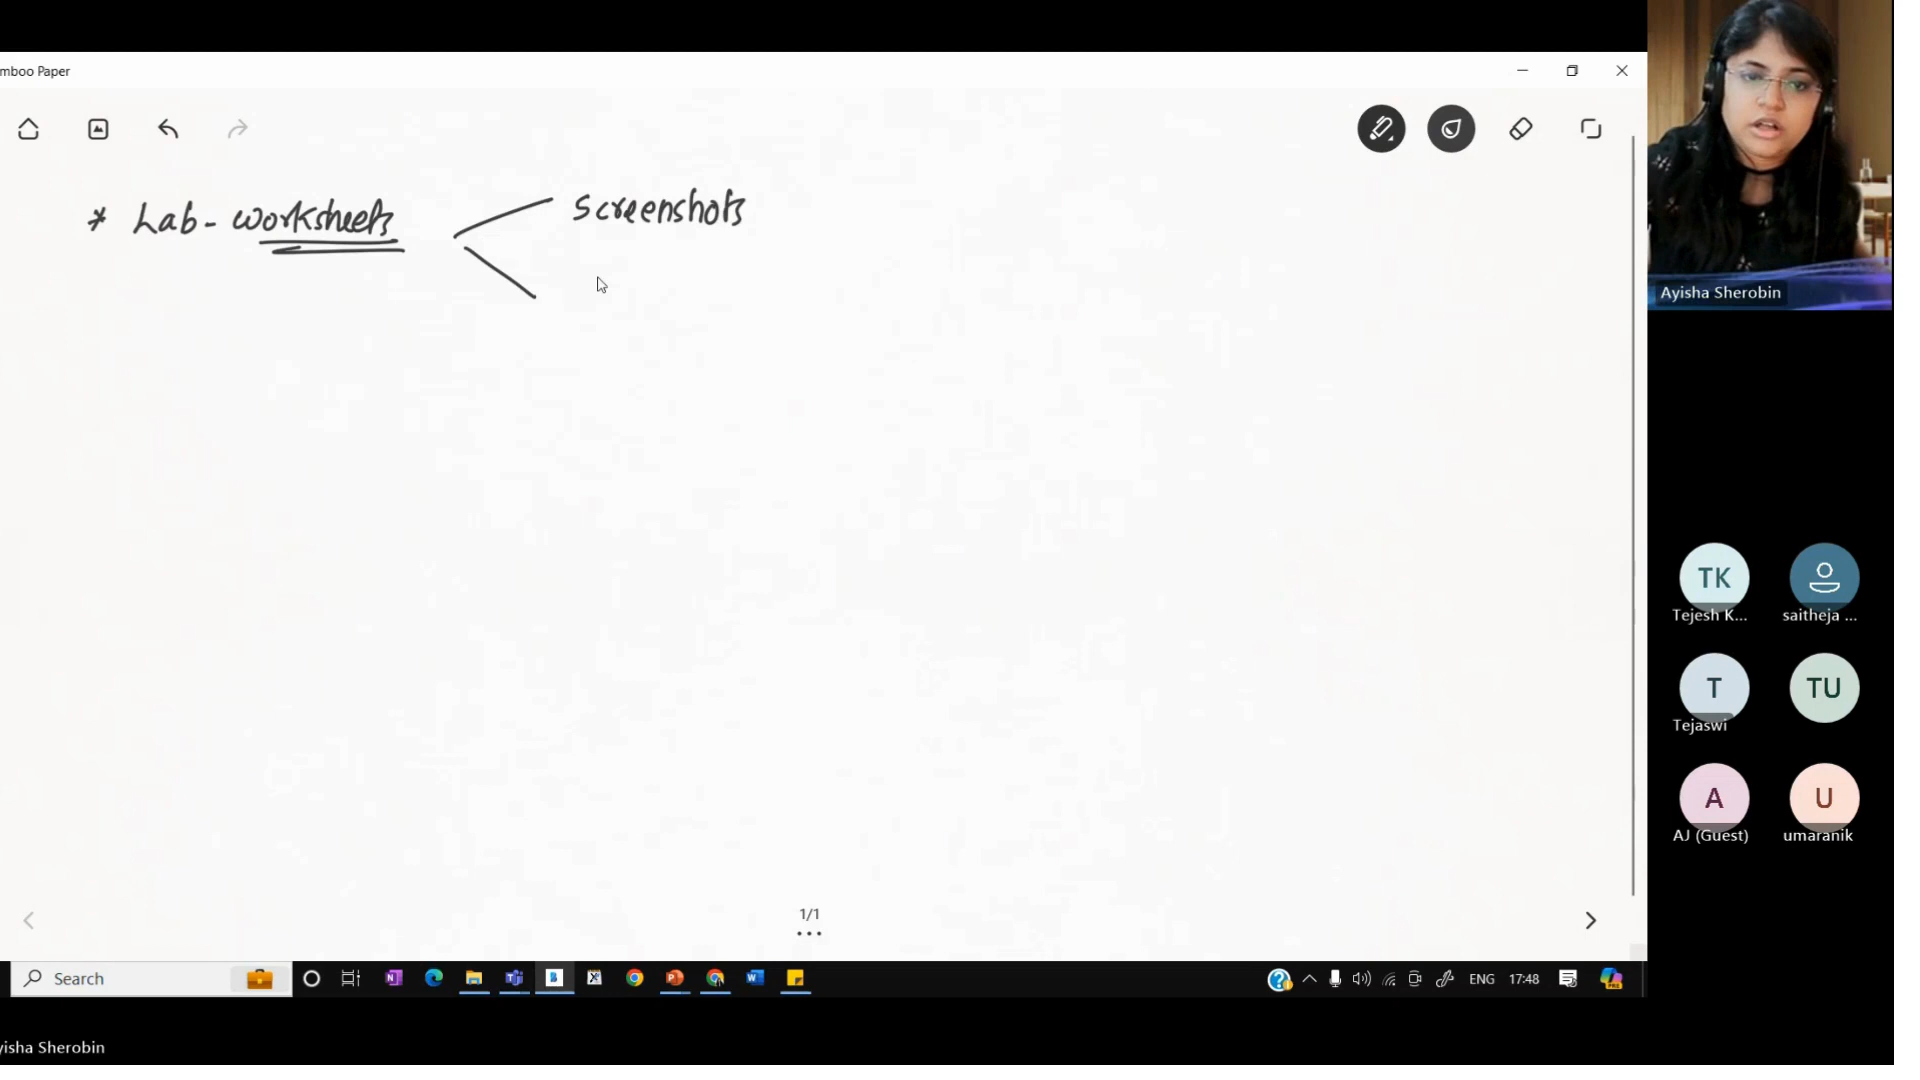 mboo Paper
* Lab - worksheets
Screenshots
Ayisha Sherobin
TK
Tejesh K...
saitheja ...
T
Tejaswi
TU
A
AJ (Guest)
U
umaranik
1/1
Search
ENG
17:48
yisha Sherobin